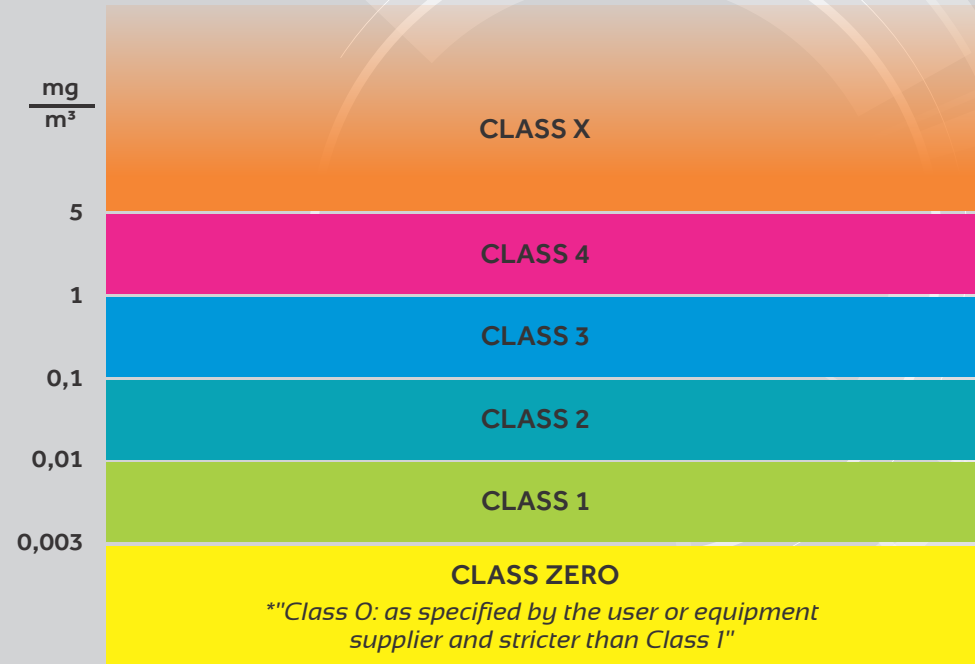 mg
m³
CLASS X
5
CLASS 4
1
CLASS 3
0,1
CLASS 2
0,01
CLASS 1
0,003
CLASS ZERO
*"Class 0: as specified by the user or equipment
supplier and stricter than Class 1"